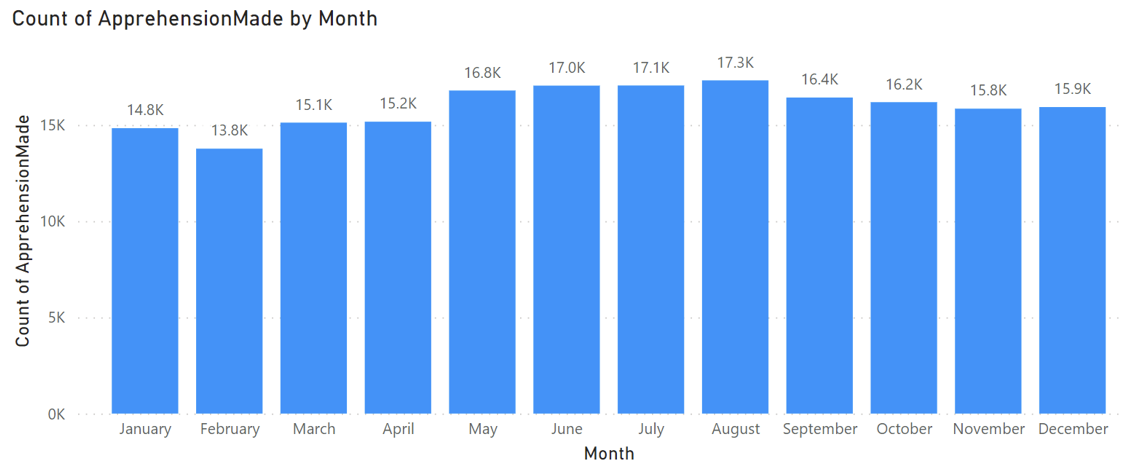 Count of ApprehensionMade by Month
Count of ApprehensionMade
15K
10K
5K
0K
14.8K
13.8K
15.1K
15.2K
16.8K
17.0K
17.1K
17.3K
16.4K
16.2K
15.8K
15.9K
January February March April May June July August September October November December
Month